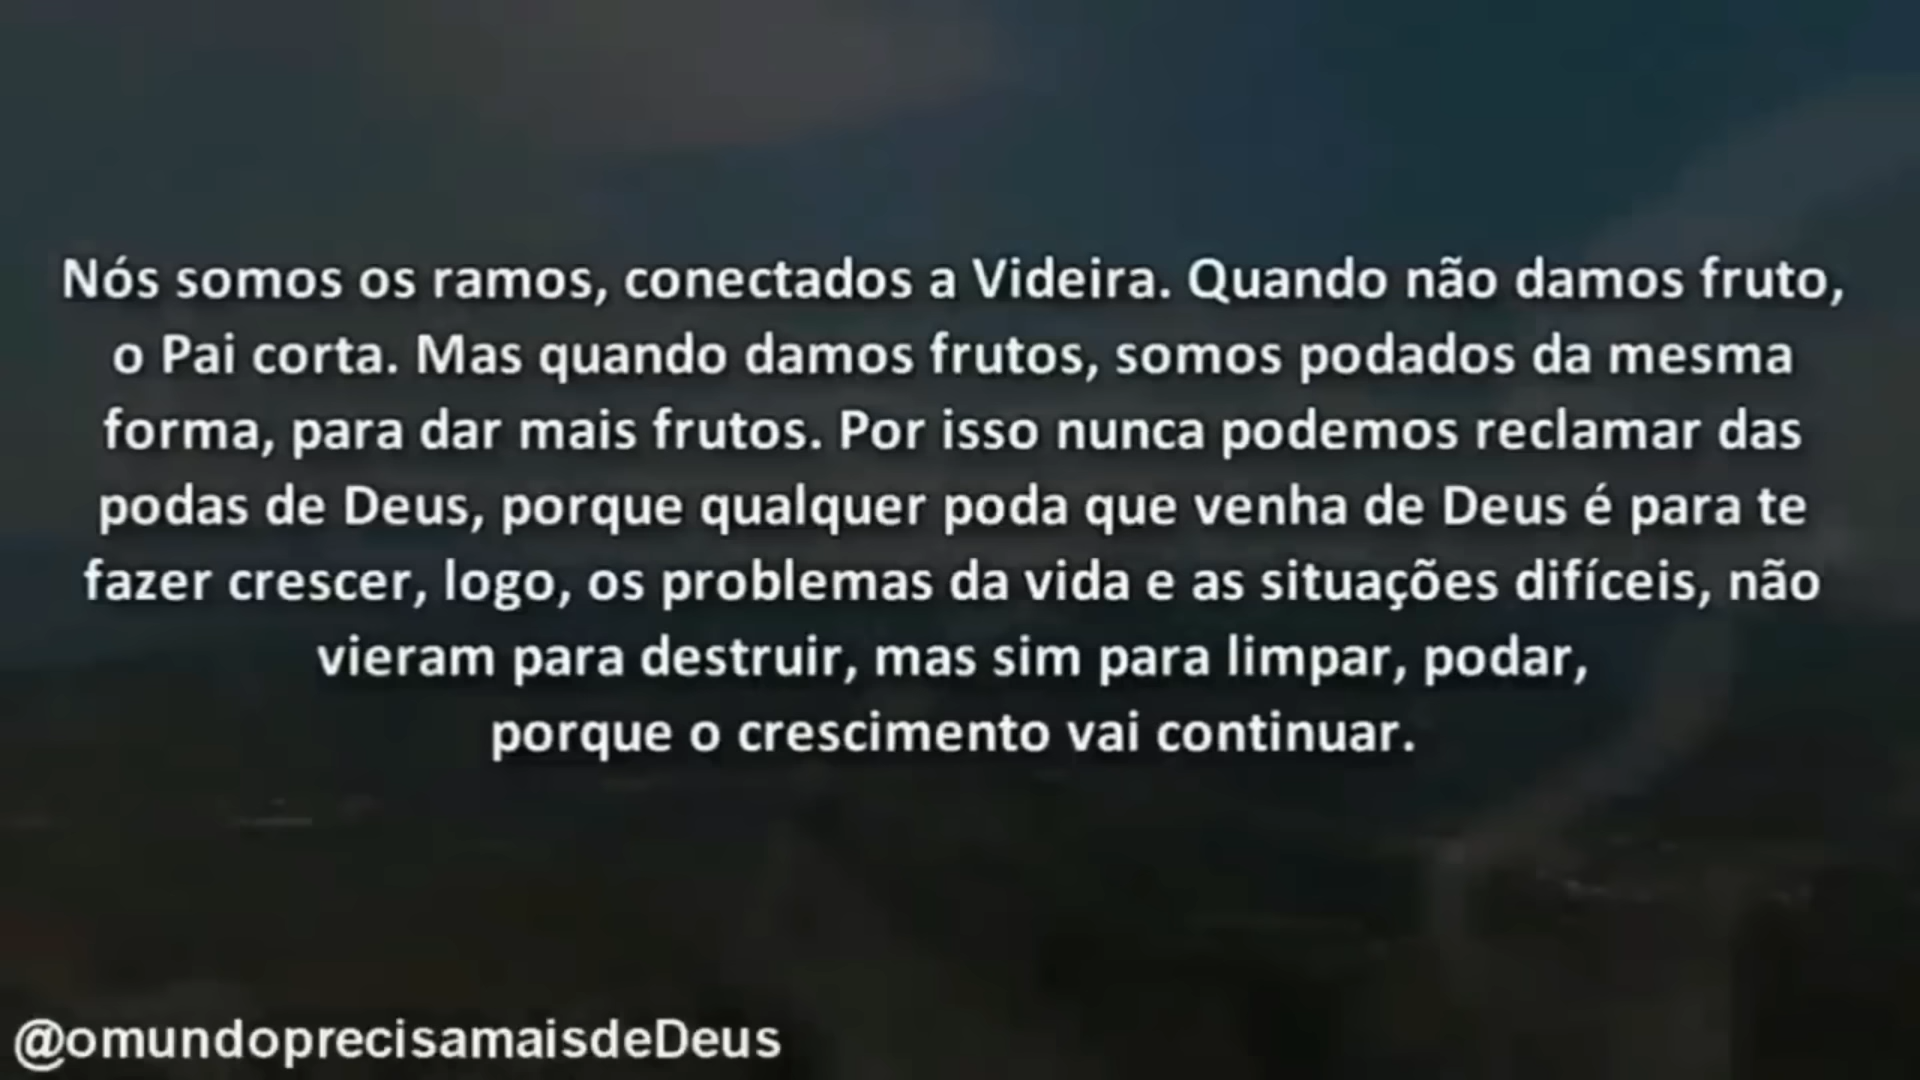 Nós somos os ramos, conectados a Videira. Quando não damos fruto,
o Pai corta. Mas quando damos frutos, somos podados da mesma
forma, para dar mais frutos. Por isso nunca podemos reclamar das
podas de Deus, porque qualquer poda que venha de Deus é para te
fazer crescer, logo, os problemas da vida e as situações difíceis, não
vieram para destruir, mas sim para limpar, podar,
porque o crescimento vai continuar.
@omundoprecisamaisdeDeus